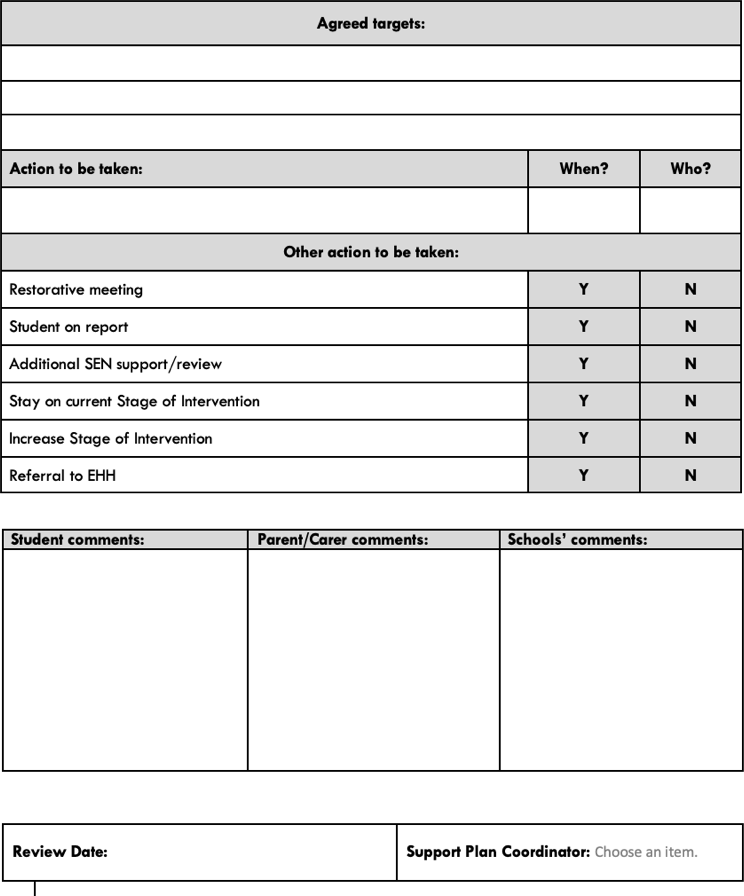 Agreed targets:
Action to be taken: When? Who?
Other action to be taken:
Restorative meeting Y N
Student on report Y N
Additional SEN support/review Y N
Stay on current Stage of Intervention Y N
Increase Stage of Intervention Y N
Referral to EHH Y N
Student comments: Parent/Carer comments: Schools’ comments:
Review Date: Support Plan Coordinator: Choose an item.